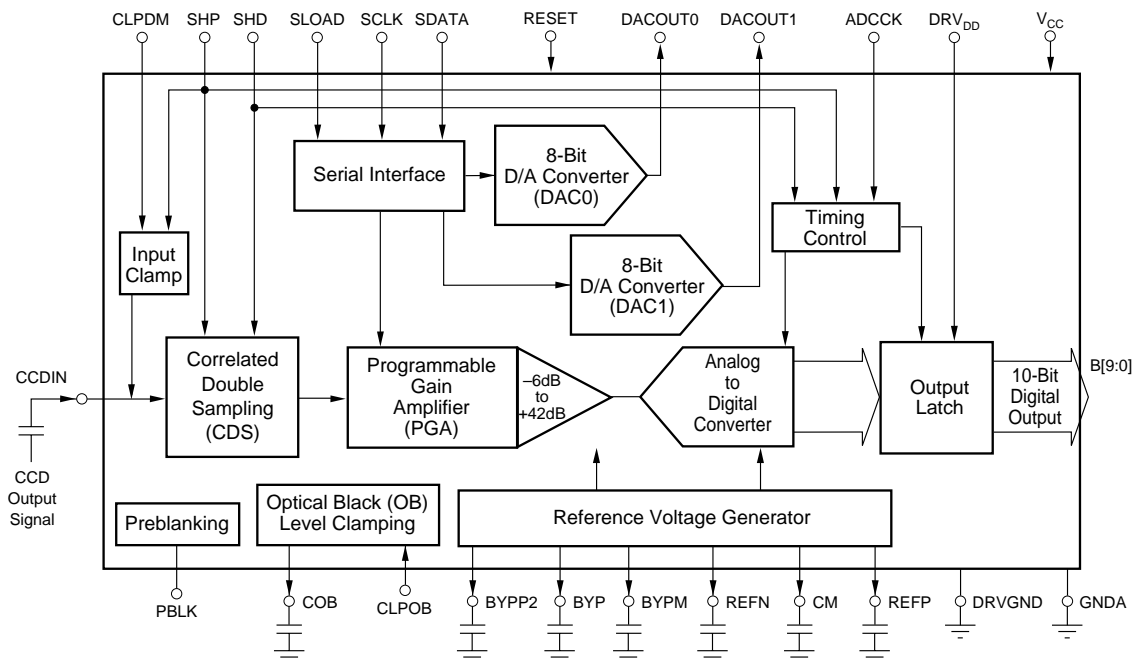 CLPDM SHP SHD SLOAD SCLK SDATA RESET DACOUT0 DACOUT1 ADCCK DRVDD VCC
Serial Interface
8-Bit
D/A Converter
(DAC0)
Timing
Control
Input
Clamp
8-Bit
D/A Converter
(DAC1)
CCDIN
Correlated
Double
Sampling
(CDS)
Programmable
Gain
Amplifier
(PGA)
–6dB
to
+42dB
Analog
to
Digital
Converter
Output
Latch
10-Bit
Digital
Output
B[9:0]
CCD
Output
Signal
Preblanking
Optical Black (OB)
Level Clamping
Reference Voltage Generator
PBLK COB CLPOB BYPP2 BYP BYPM REFN CM REFP DRVGND GNDA